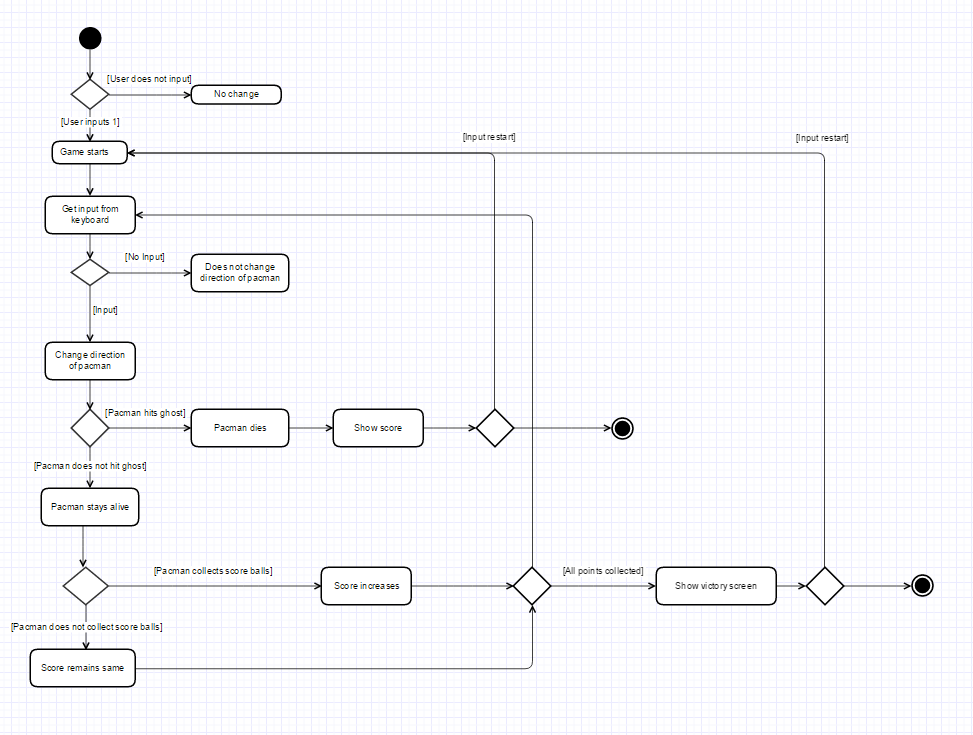 [User does not input]
No change
[User inputs 1]
[Input restart]
[Input restart]
Game starts
Get input from
keyboard
[No Input]
Does not change
direction of pacman
[Input]
Change direction
of pacman
[Pacman hits ghost]
Pacman dies
Show score
[Pacman does not hit ghost]
Pacman stays alive
[Pacman collects score balls]
[All points collected]
Score increases
Show victory screen
[Pacman does not collect score balls]
Score remains same